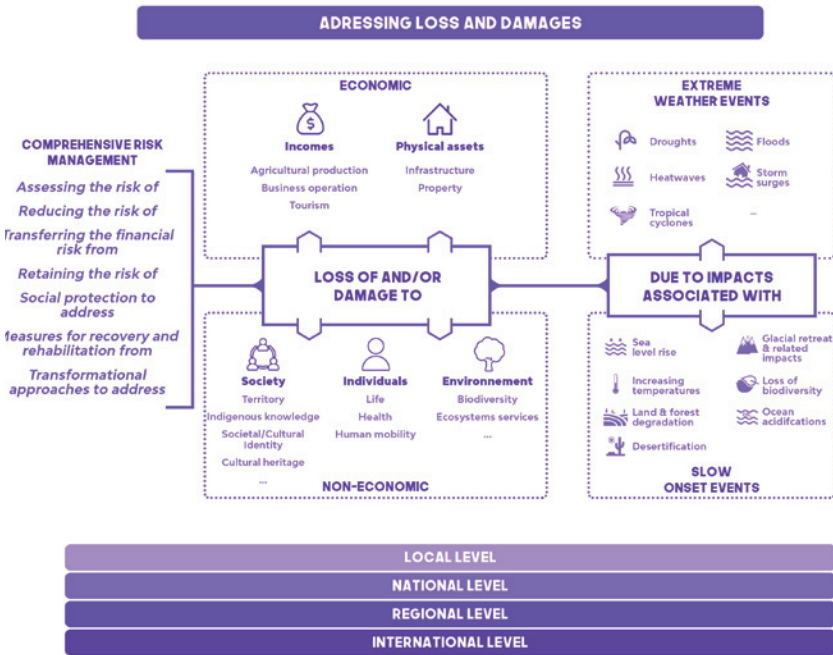 ADRESSING LOSS AND DAMAGES
COMPREHENSIVE RISK
MANAGEMENT
Assessing the risk of
Reducing the risk of
Transferring the financial
risk from
Retaining the risk of
Social protection to
address
Measures for recovery and
rehabilitation from
Transformational
approaches to address
ECONOMIC
Incomes
Agricultural production
Business operation
Tourism
Physical assets
Infrastructure
Property
LOSS OF AND/OR
DAMAGE TO
Society
Territory
Indigenous knowledge
Societal/Cultural
Identity
Cultural heritage
...
Individuals
Life
Health
Human mobility
Environnement
Biodiversity
Ecosystems services
...
NON-ECONOMIC
EXTREME
WEATHER EVENTS
Droughts
Floods
Heatwaves
Storm
surges
Tropical
cyclones
...
DUE TO IMPACTS
ASSOCIATED WITH
Sea
level rise
Glacial retreat
& related
impacts
Increasing
temperatures
Loss of
biodiversity
Land & forest
degradation
Ocean
acidifcations
Desertification
SLOW
ONSET EVENTS
LOCAL LEVEL
NATIONAL LEVEL
REGIONAL LEVEL
INTERNATIONAL LEVEL